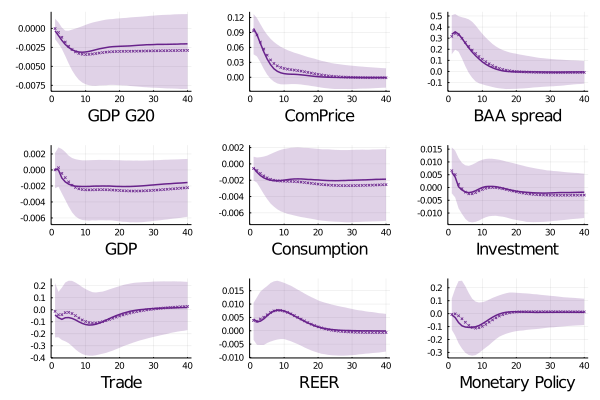 0.0000
-0.0025
-0.0050
-0.0075
0 10 20 30 40
GDP G20
0.12
0.09
0.06
0.03
0.00
0 10 20 30 40
ComPrice
0.5
0.4
0.3
0.2
0.1
0.0
-0.1
0 10 20 30 40
BAA spread
0.002
0.000
-0.002
-0.004
-0.006
0 10 20 30 40
GDP
0.002
0.000
-0.002
-0.004
-0.006
0 10 20 30 40
Consumption
0.015
0.010
0.005
0.000
-0.005
-0.010
0 10 20 30 40
Investment
0.2
0.1
0.0
-0.1
-0.2
-0.3
-0.4
0 10 20 30 40
Trade
0.015
0.010
0.005
0.000
-0.005
-0.010
0 10 20 30 40
REER
0.2
0.1
0.0
-0.1
-0.2
-0.3
0 10 20 30 40
Monetary Policy